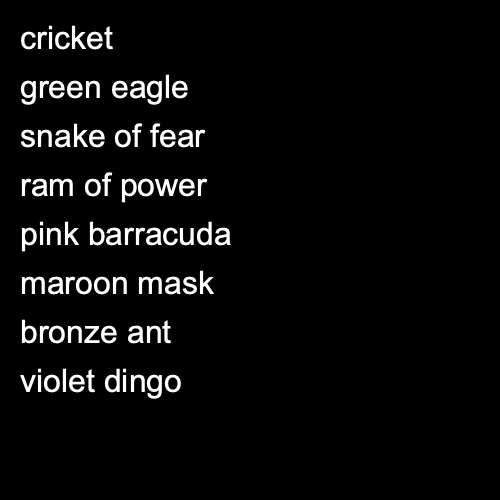 cricket
green eagle
snake of fear
ram of power
pink barracuda
maroon mask
bronze ant
violet dingo